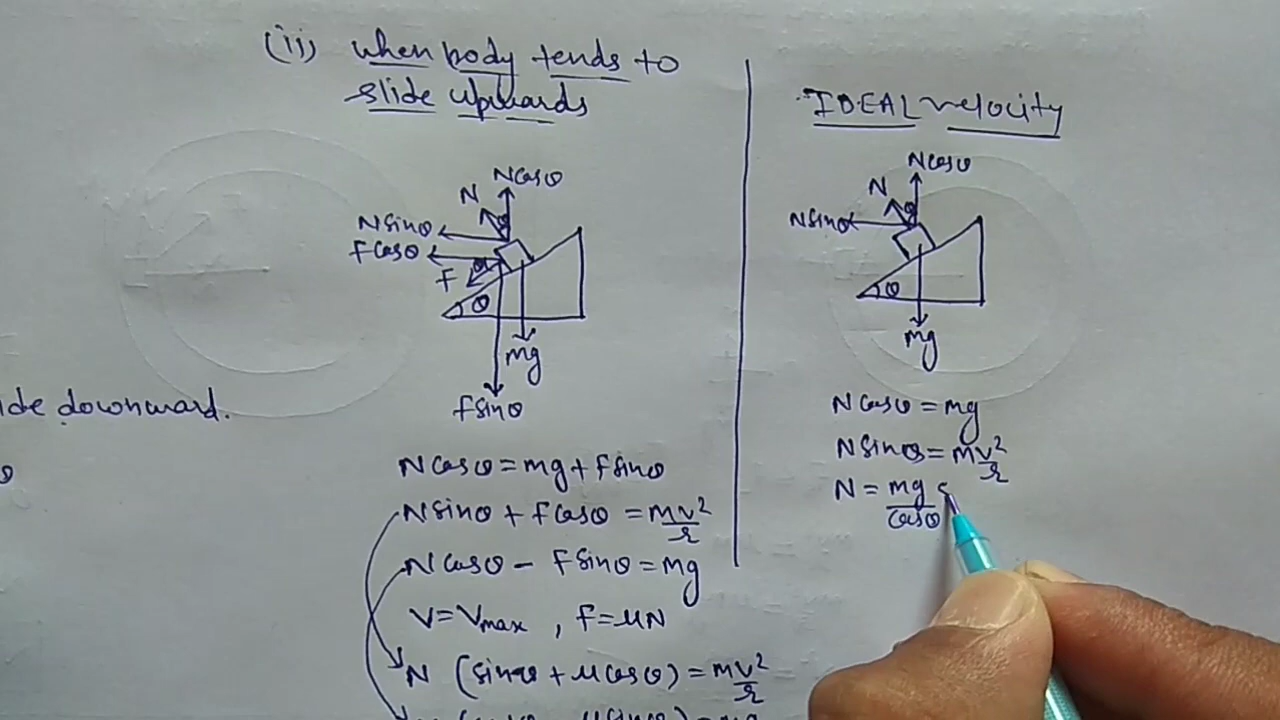 (ii) when body tends to
slide upwards
N
Ncosθ
Nsinθ
fcosθ
f
θ
θ
θ
mg
fsinθ
Ncosθ = mg + fsinθ
Nsinθ + fcosθ = mv²/r
Ncosθ - fsinθ = mg
V = Vmax , f = μN
N (sinθ + μcosθ) = mv²/r
IDEAL velocity
Ncosθ
N
θ
Nsinθ
θ
mg
Ncosθ = mg
Nsinθ = mv²/r
N = mg/cosθ
ide downward.